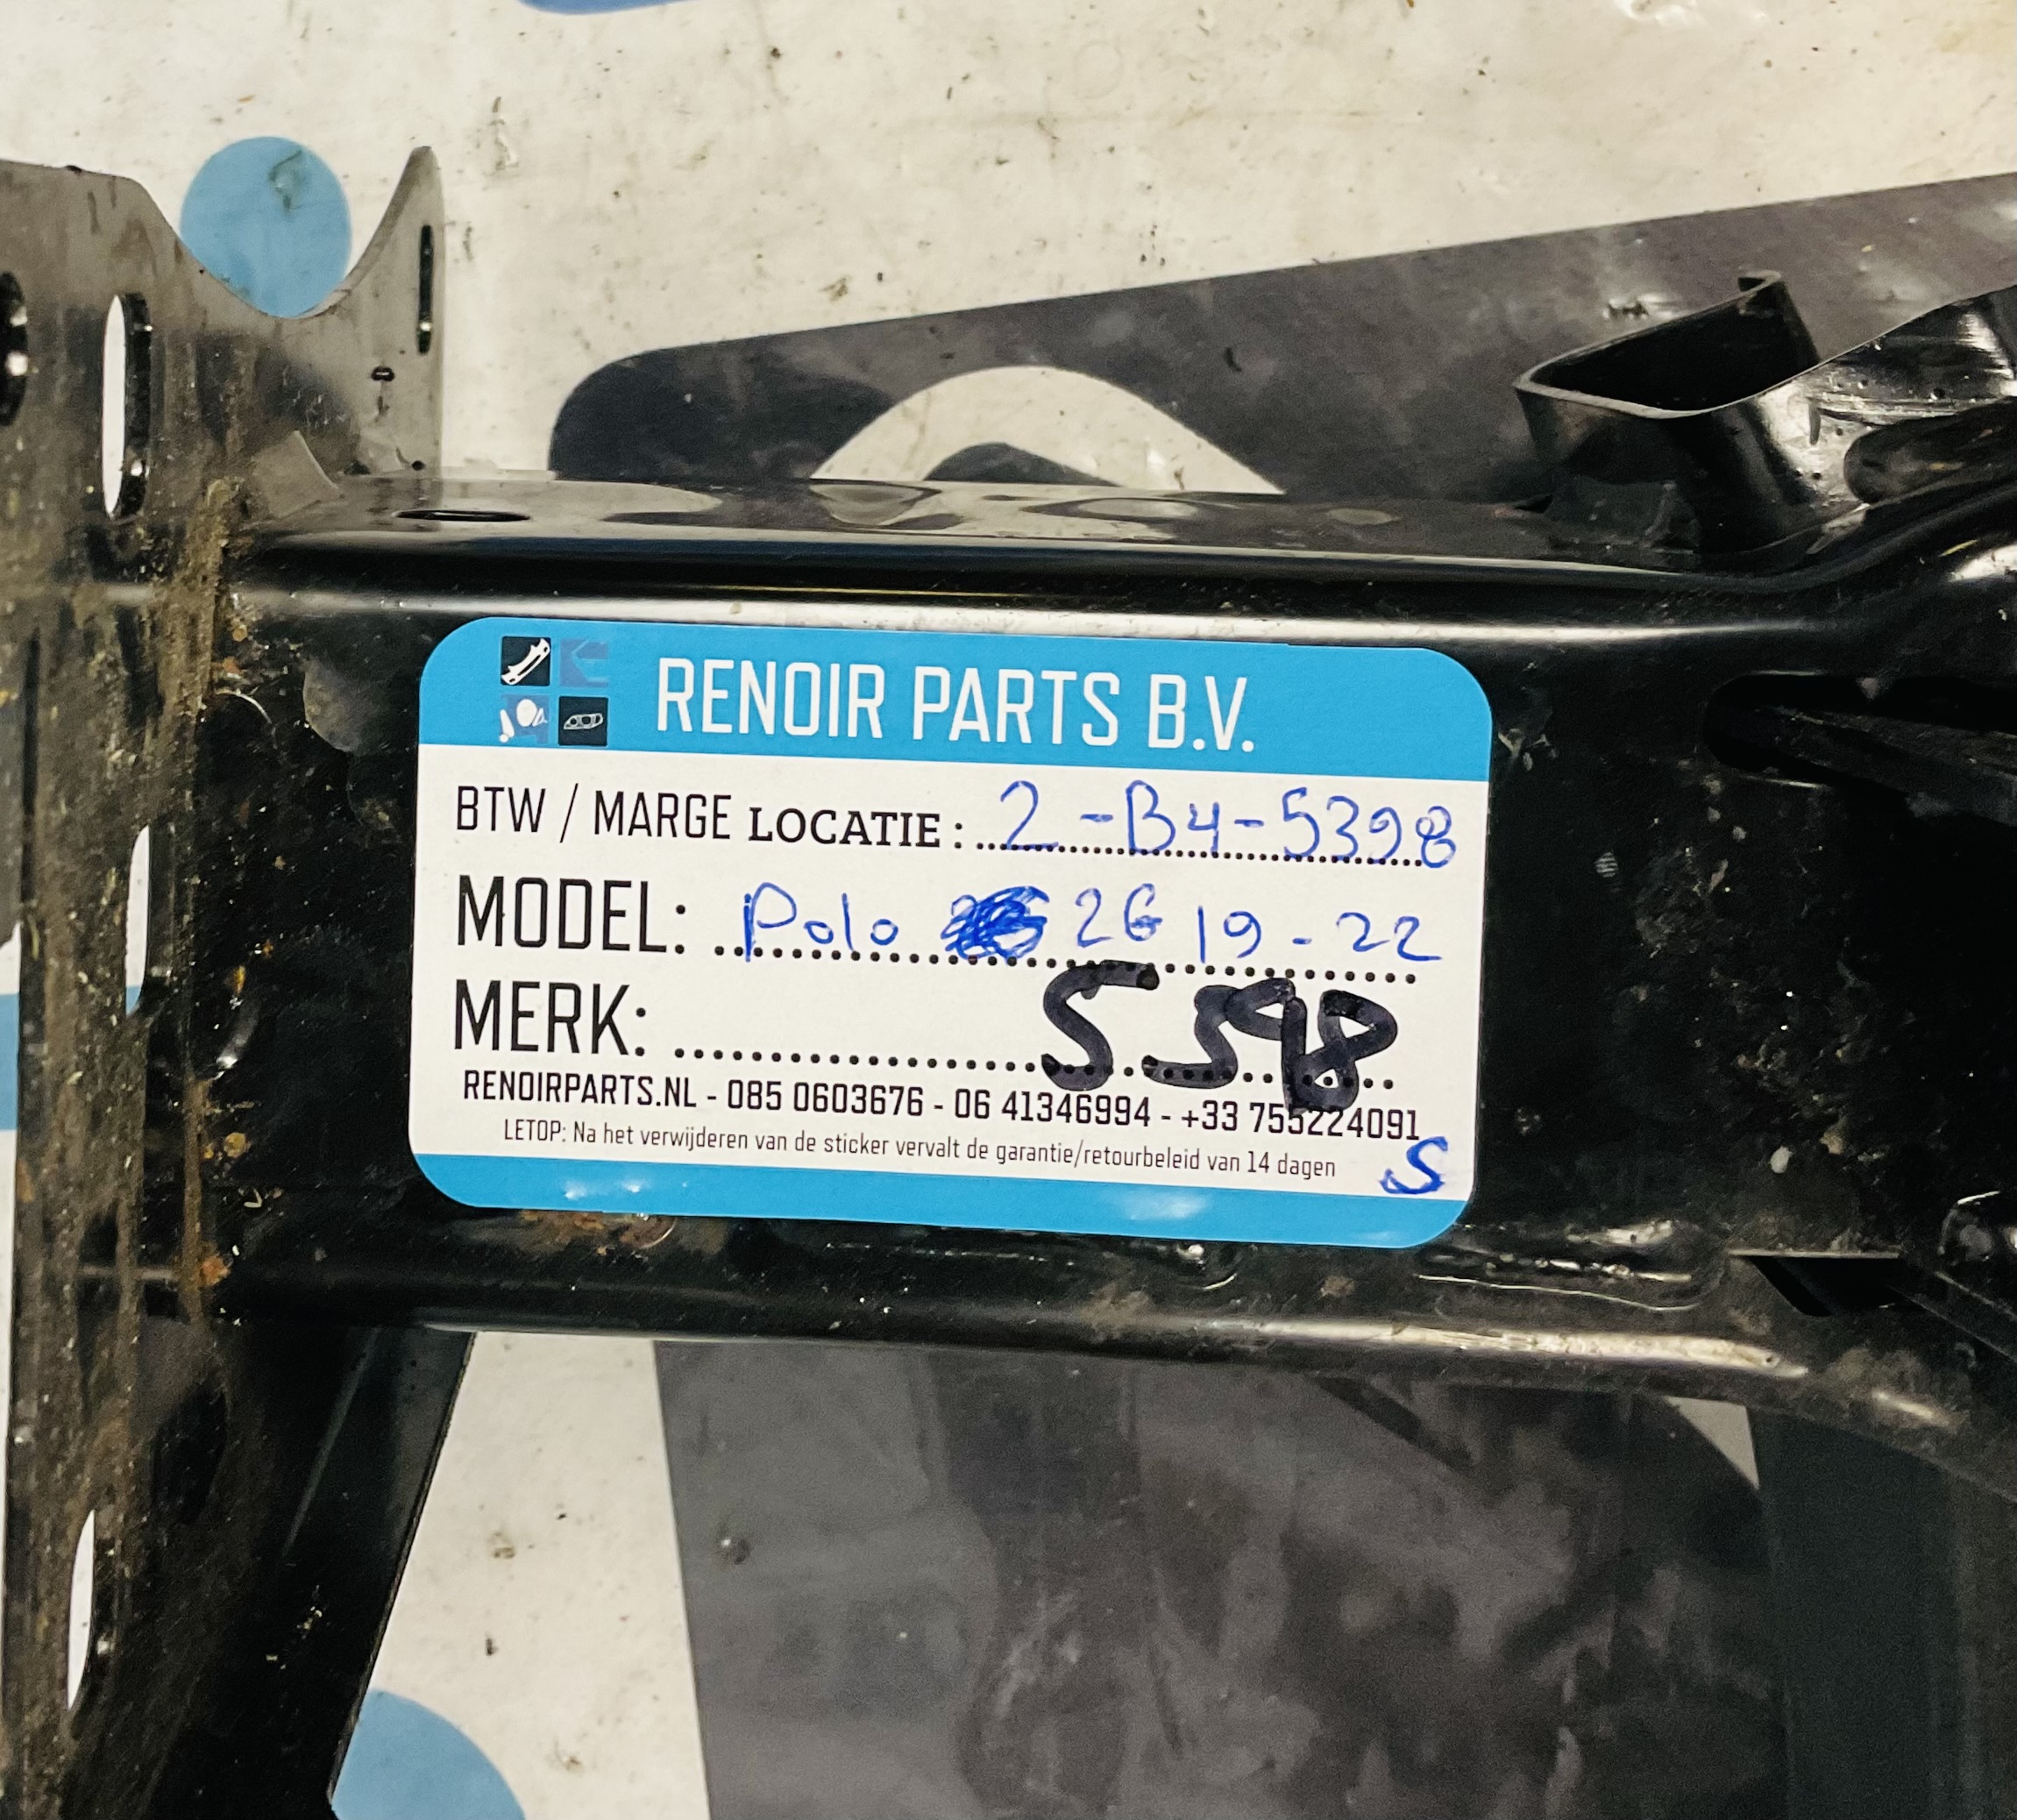 RENOIR PARTS B.V.
BTW / MARGE LOCATIE : 2-B4-5398
MODEL: Polo 2G 19-22
MERK: 5398
RENOIRPARTS.NL - 085 0603676 - 06 41346994 - +33 755224091
LETOP: Na het verwijderen van de sticker vervalt de garantie/retourbeleid van 14 dagen S